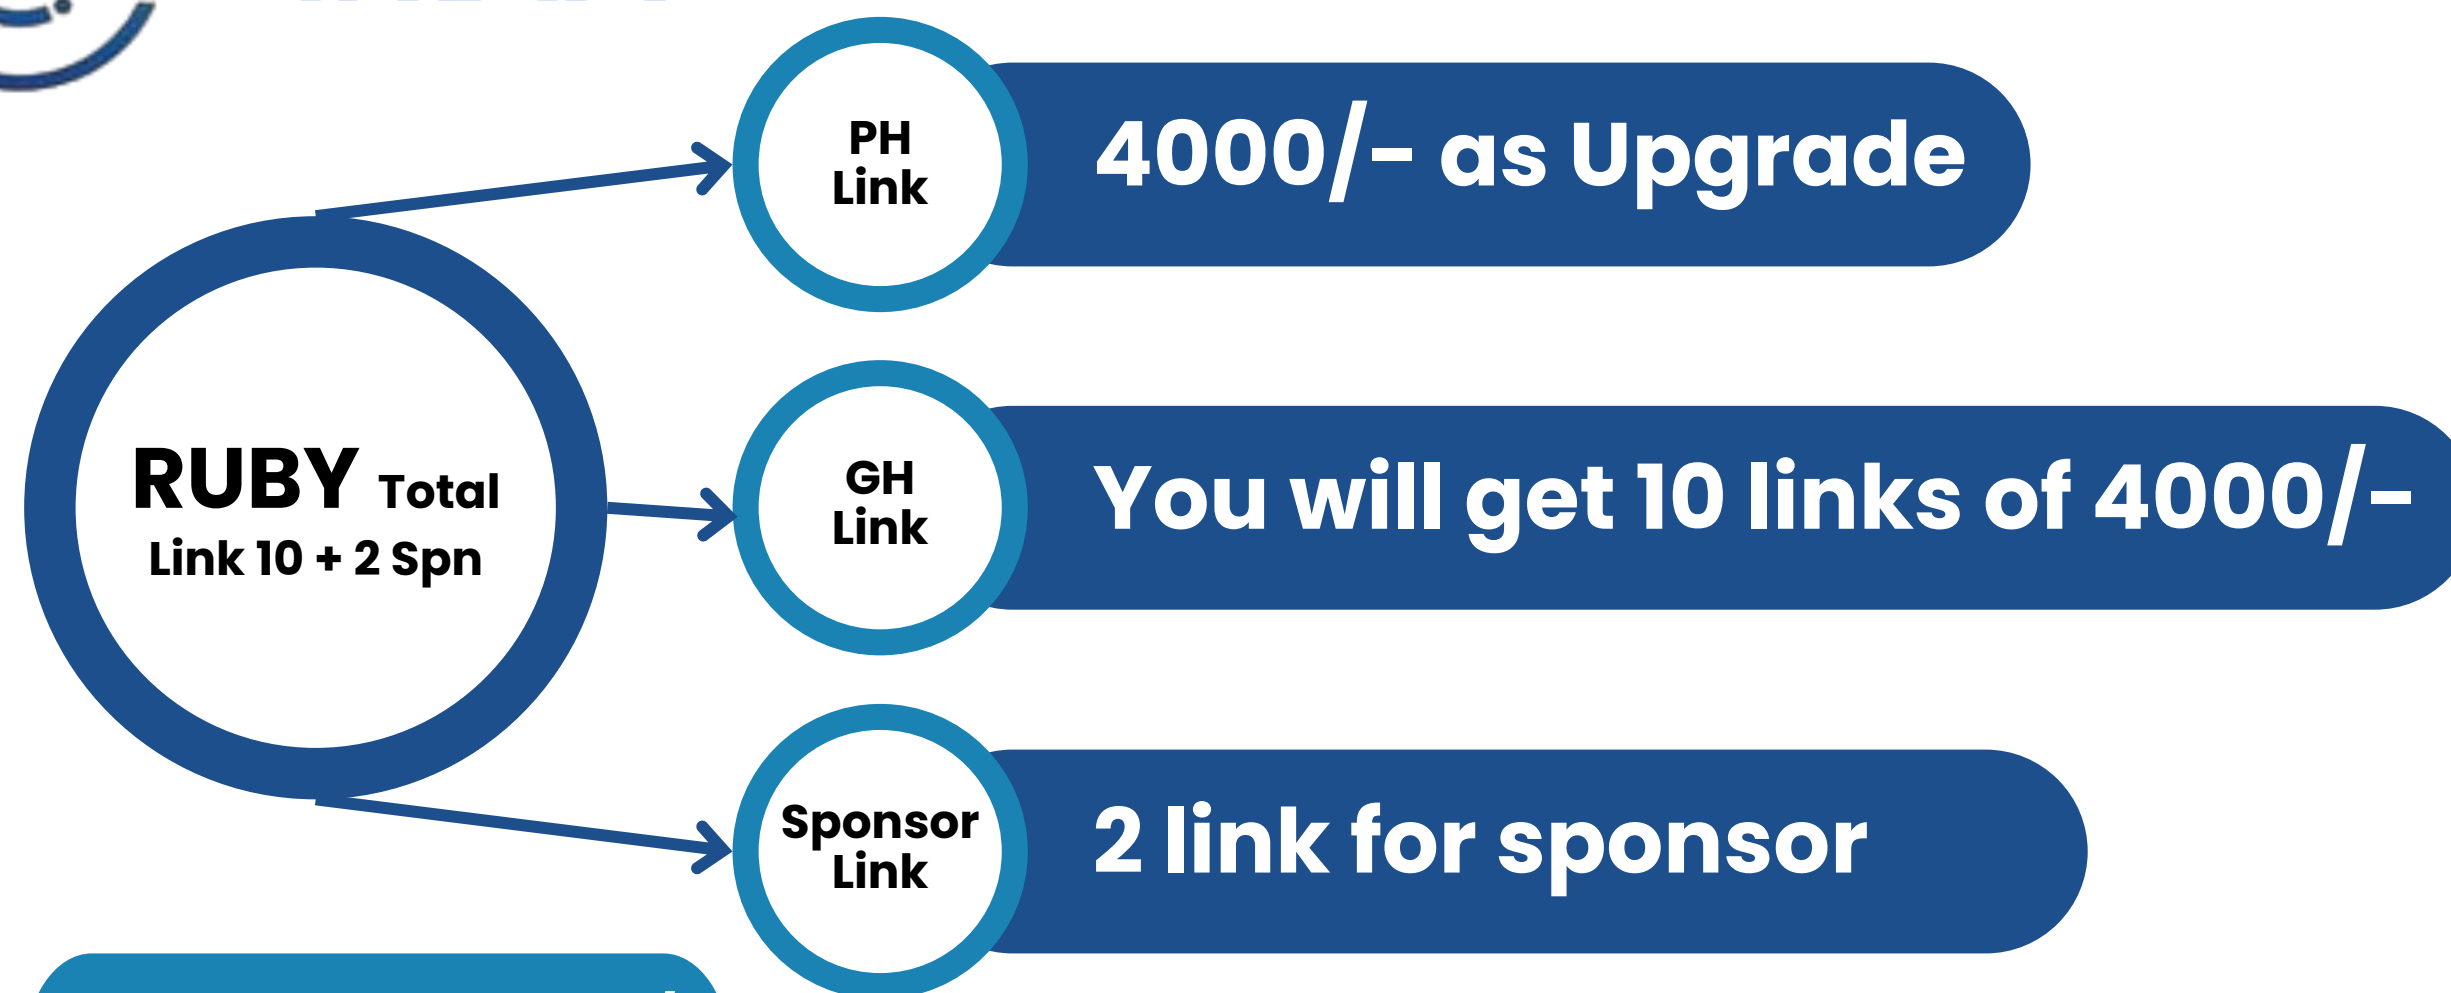 PH
Link
4000/- as Upgrade
RUBY Total
Link 10 + 2 Spn
GH
Link
You will get 10 links of 4000/-
Sponsor
Link
2 link for sponsor